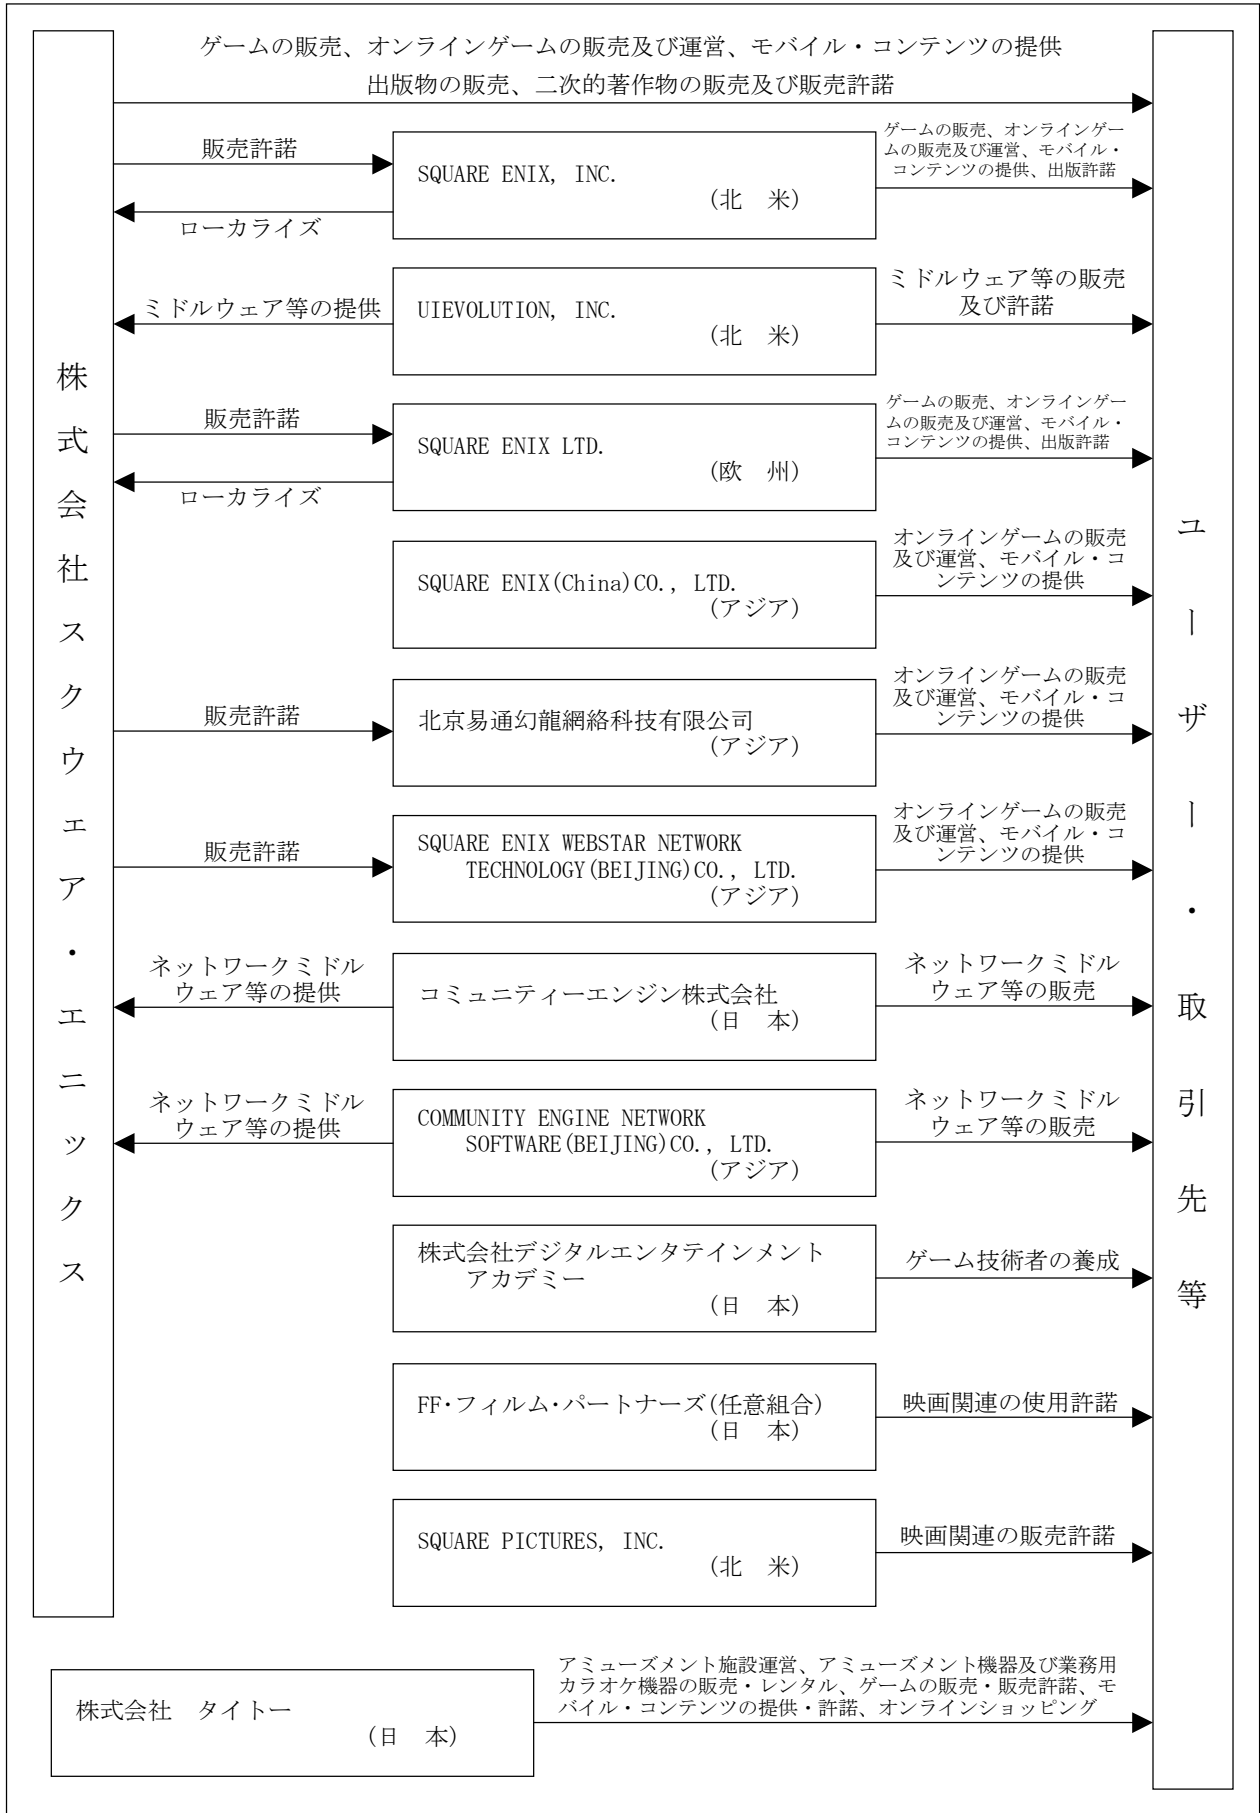 ゲームの販売、オンラインゲームの販売及び運営、モバイル・コンテンツの提供
出版物の販売、二次的著作物の販売及び販売許諾
株式会社スクウェア・エニックス
ユーザー・取引先等
販売許諾
ローカライズ
SQUARE ENIX, INC.
(北　米)
ゲームの販売、オンラインゲー
ムの販売及び運営、モバイル・
コンテンツの提供、出版許諾
ミドルウェア等の提供
UIEVOLUTION, INC.
(北　米)
ミドルウェア等の販売
及び許諾
販売許諾
ローカライズ
SQUARE ENIX LTD.
(欧　州)
ゲームの販売、オンラインゲー
ムの販売及び運営、モバイル・
コンテンツの提供、出版許諾
SQUARE ENIX(China)CO., LTD.
(アジア)
オンラインゲームの販売
及び運営、モバイル・コ
ンテンツの提供
販売許諾
北京易通幻龍網絡科技有限公司
(アジア)
オンラインゲームの販売
及び運営、モバイル・コ
ンテンツの提供
販売許諾
SQUARE ENIX WEBSTAR NETWORK
TECHNOLOGY(BEIJING)CO., LTD.
(アジア)
オンラインゲームの販売
及び運営、モバイル・コ
ンテンツの提供
ネットワークミドル
ウェア等の提供
コミュニティーエンジン株式会社
(日　本)
ネットワークミドル
ウェア等の販売
ネットワークミドル
ウェア等の提供
COMMUNITY ENGINE NETWORK
SOFTWARE(BEIJING)CO., LTD.
(アジア)
ネットワークミドル
ウェア等の販売
株式会社デジタルエンタテインメント
アカデミー
(日　本)
ゲーム技術者の養成
FF・フィルム・パートナーズ(任意組合)
(日　本)
映画関連の使用許諾
SQUARE PICTURES, INC.
(北　米)
映画関連の販売許諾
株式会社　タイトー
(日　本)
アミューズメント施設運営、アミューズメント機器及び業務用
カラオケ機器の販売・レンタル、ゲームの販売・販売許諾、モ
バイル・コンテンツの提供・許諾、オンラインショッピング